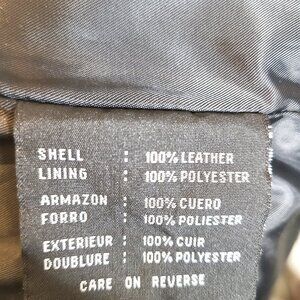 SHELL : 100% LEATHER
LINING : 100% POLYESTER
ARMAZON : 100% CUERO
FORRO : 100% POLIESTER
EXTERIEUR : 100% CUIR
DOUBLURE : 100% POLYESTER
CARE ON REVERSE